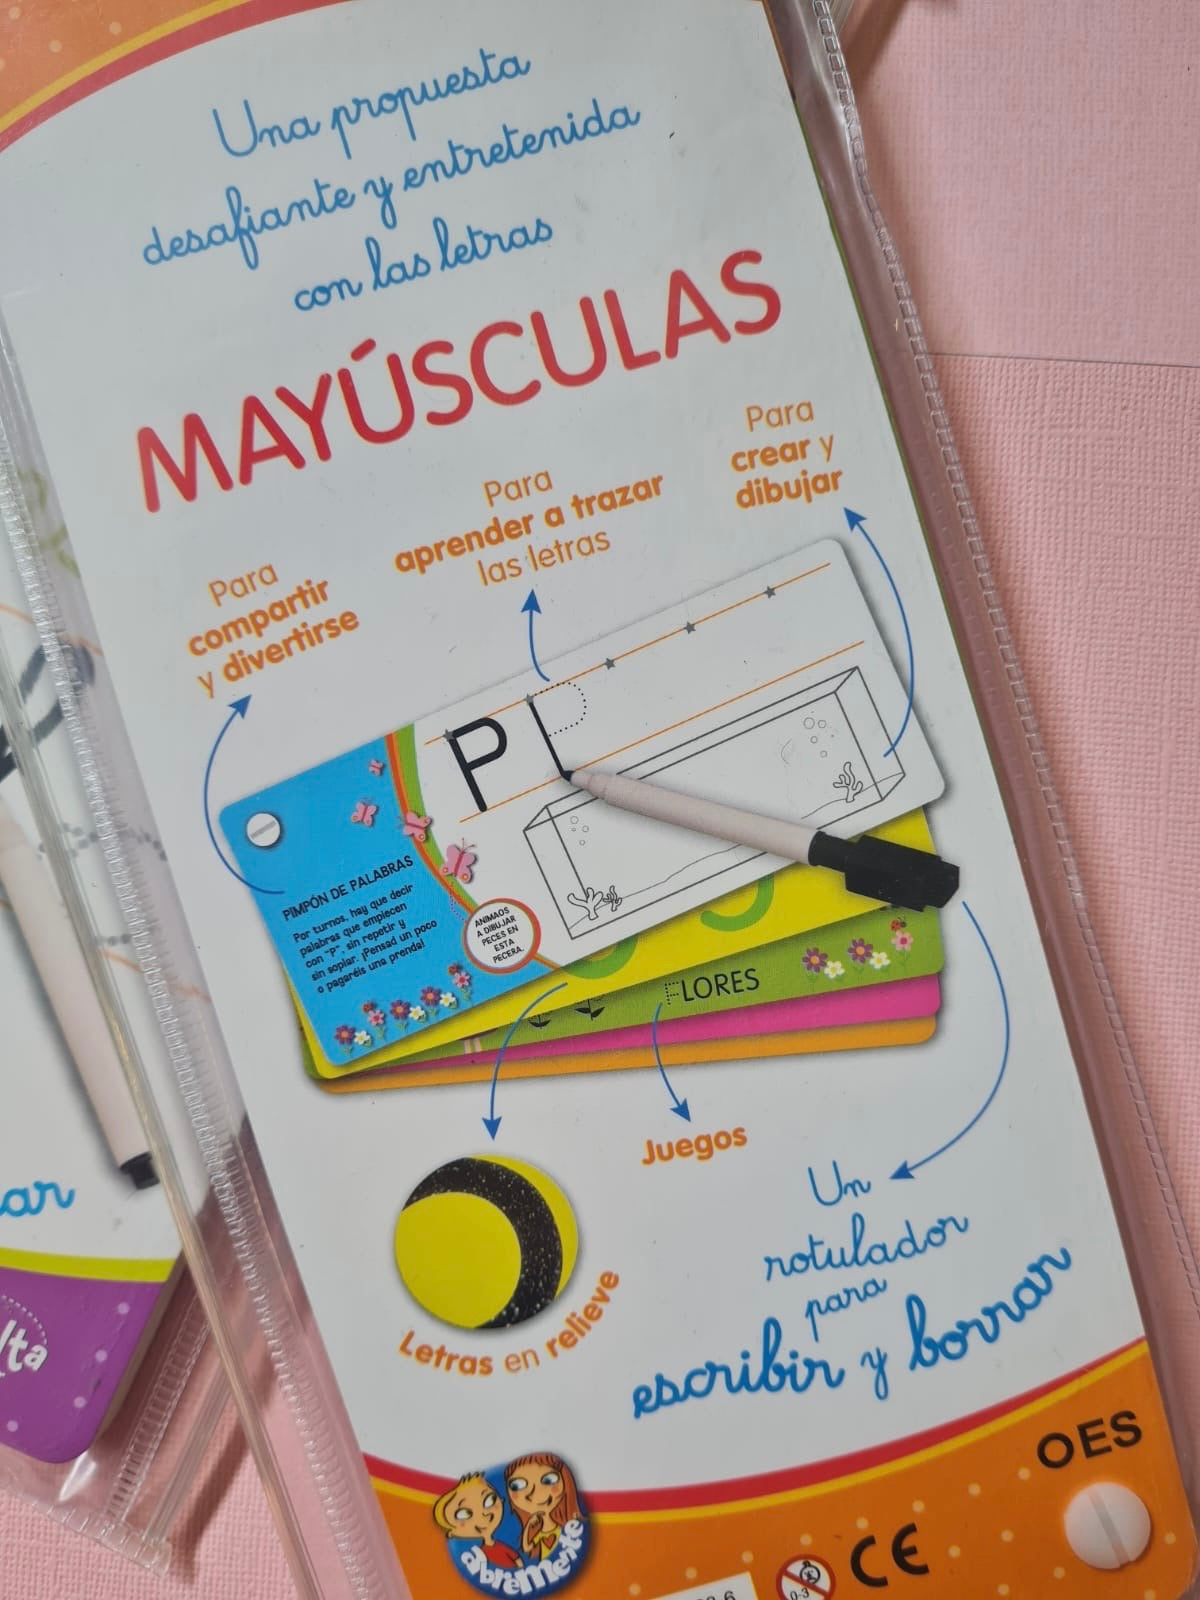 Una propuesta
desafiante y entretenida
con las letras
MAYÚSCULAS
Para
compartir
y divertirse
Para
aprender a trazar
las letras
Para
crear y
dibujar
P
PIMPÓN DE PALABRAS
Por turnos, hay que decir
palabras que empiecen
con "P" sin repetir y
sin soplar. ¡Pensad un poco
o pagaréis una prenda!
ANIMAOS
A DIBUJAR
PECES EN
ESTA
PECERA.
FLORES
Letras en relieve
Juegos
Un
rotulador
para
escribir y borrar
OES
abremente
0-3
CE